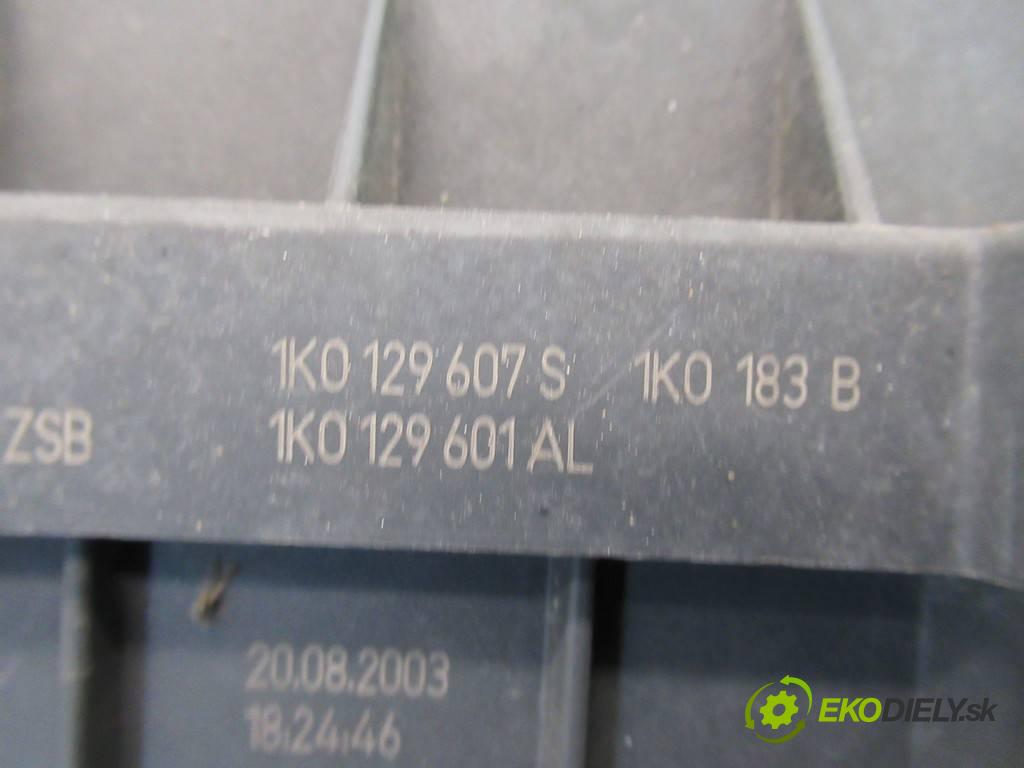 1K0 129 607 S 1K0 183 B
ZSB 1K0 129 601 AL
20.08.2003
18:24:46
EKODIELY.sk